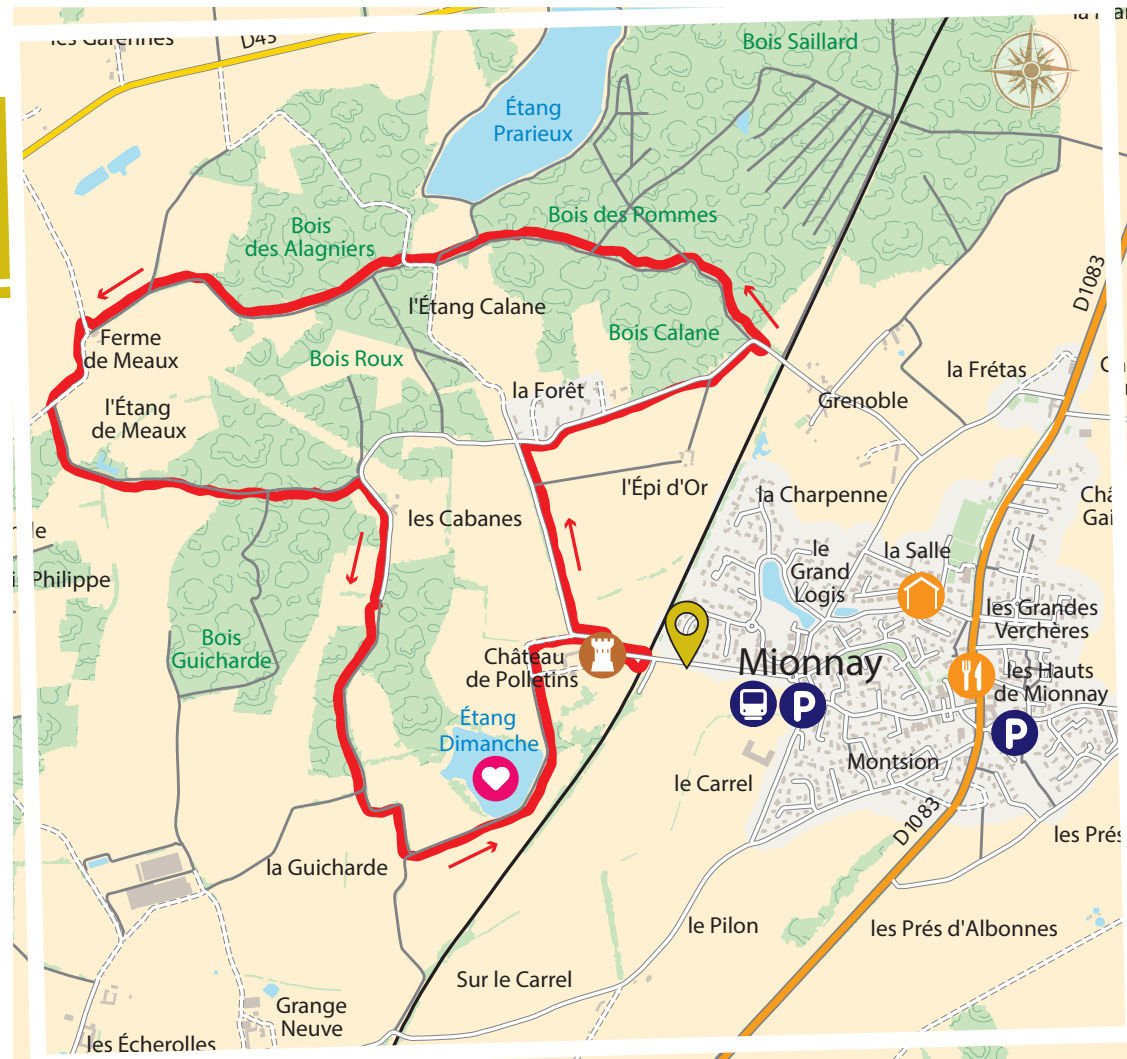 les Garennes
D43
Bois Saillard
Étang
Prarieux
Bois des Pommes
Bois
des Alagniers
l'Étang Calane
D1083
Ferme
de Meaux
Bois Roux
Bois Calane
la Forêt
la Frétas
l'Étang
de Meaux
Grenoble
l'Épi d'Or
la Charpenne
les Cabanes
Châ
Gai
le
Grand
Logis
la Salle
le
Philippe
les Grandes
Verchères
Bois
Guicharde
Château
de Polletins
Mionnay
les Hauts
de Mionnay
Étang
Dimanche
P
P
Montsion
le Carrel
D1083
les Prés
la Guicharde
le Pilon
les Prés d'Albonnes
Sur le Carrel
Grange
Neuve
les Écherolles